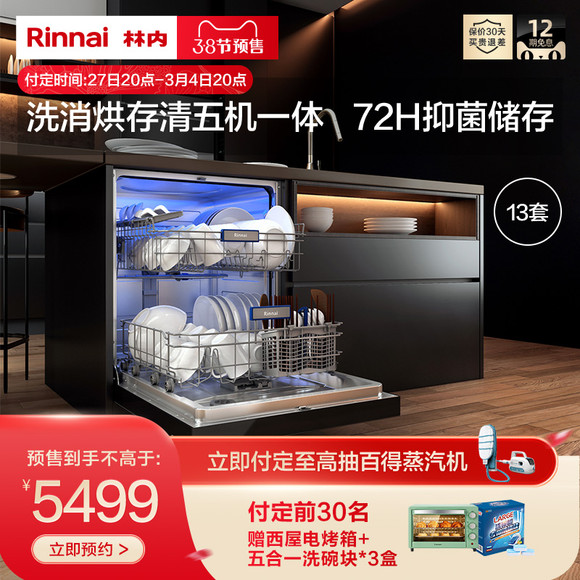 Rinnai 林内
38节预售
保价30天
买贵退差
12
期免息
付定时间:27日20点-3月4日20点
洗消烘存清五机一体 72H抑菌储存
13套
Rinnai
Rinnai
预售到手不高于:
¥5499
立即预约>
立即付定至高抽百得蒸汽机
付定前30名
赠西屋电烤箱+
五合一洗碗块*3盒
LARGE